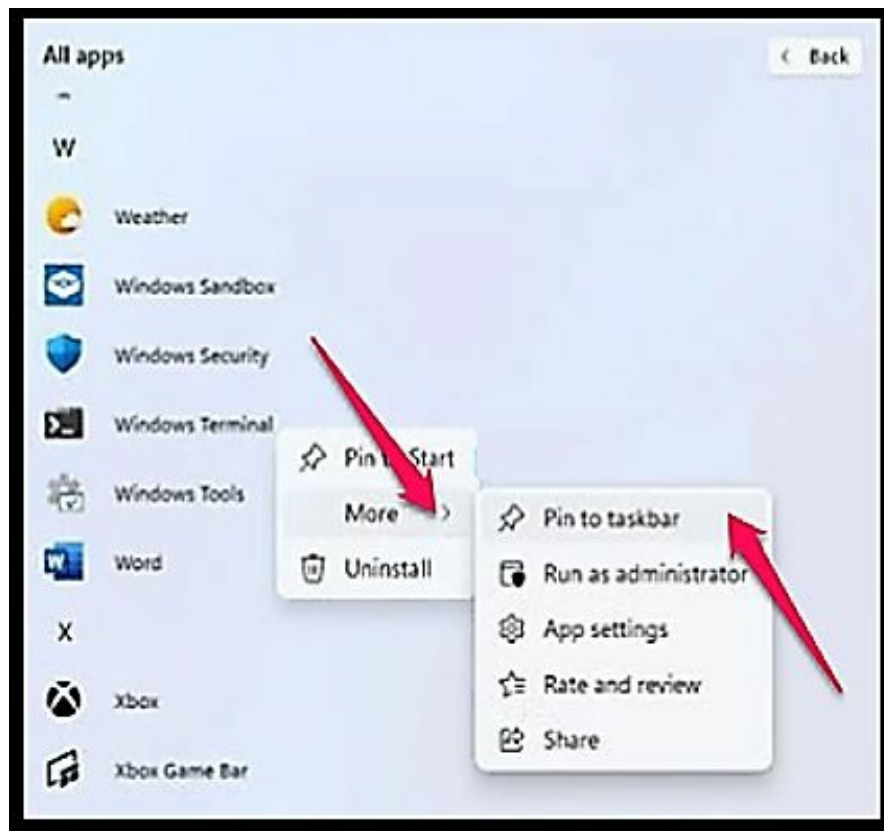 All apps
< Back
W
Weather
Windows Sandbox
Windows Security
Windows Terminal
Windows Tools
Word
X
Xbox
Xbox Game Bar
Pin to Start
More >
Uninstall
Pin to taskbar
Run as administrator
App settings
Rate and review
Share